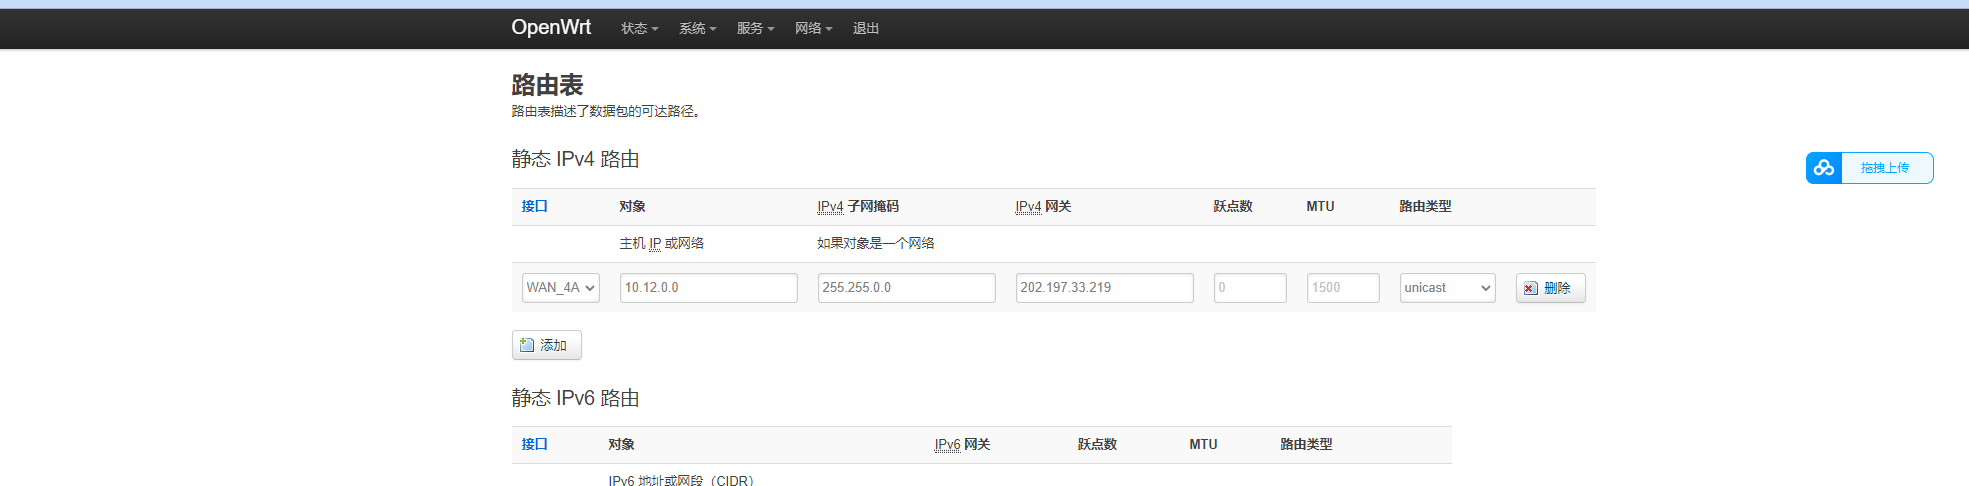 OpenWrt 状态 系统 服务 网络 退出
路由表
路由表描述了数据包的可达路径。
静态 IPv4 路由
拖拽上传
接口 对象 IPv4 子网掩码 IPv4 网关 跃点数 MTU 路由类型
主机 IP 或网络 如果对象是一个网络
WAN_4A 10.12.0.0 255.255.0.0 202.197.33.219 0 1500 unicast 删除
添加
静态 IPv6 路由
接口 对象 IPv6 网关 跃点数 MTU 路由类型
IPv6 地址或网段（CIDR）